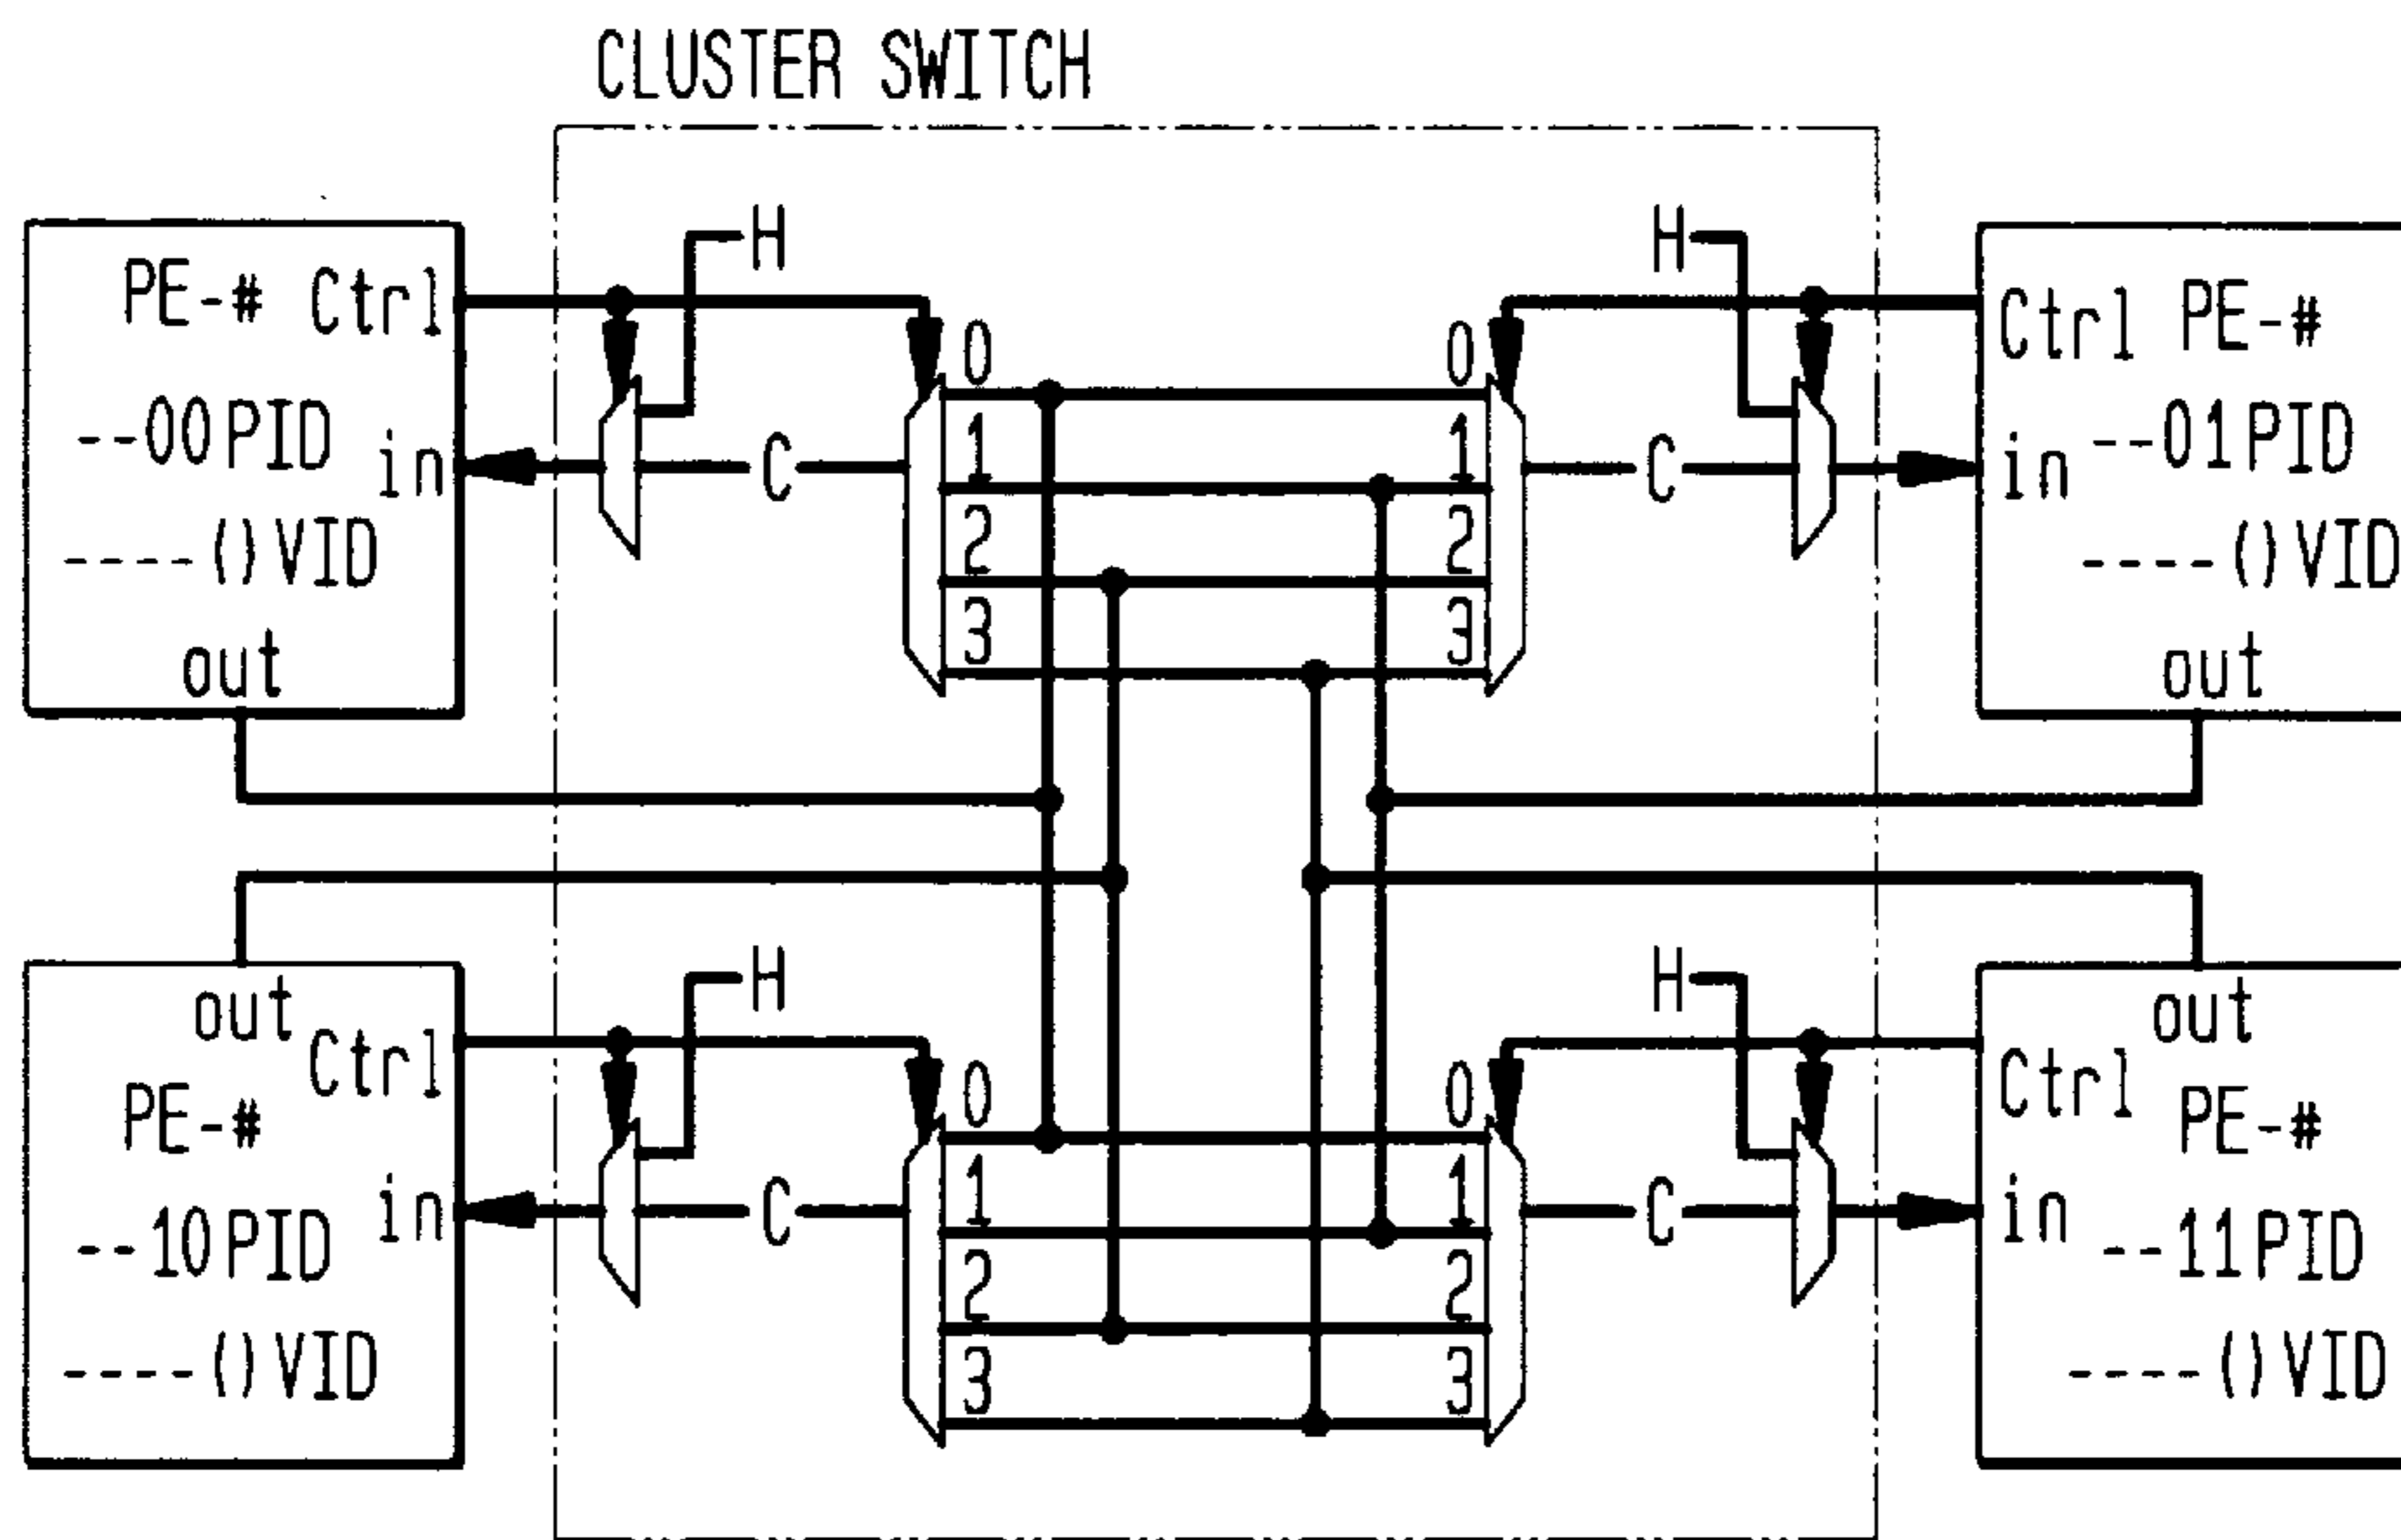 CLUSTER SWITCH
PE-# Ctrl
--00PID
in
----()VID
out
H
C
0
1
2
3
H
C
0
1
2
3
Ctrl PE-#
in --01PID
----()VID
out
out
Ctrl
PE-#
in
--10PID
----()VID
H
C
0
1
2
3
H
C
0
1
2
3
out
Ctrl
PE-#
in
--11PID
----()VID